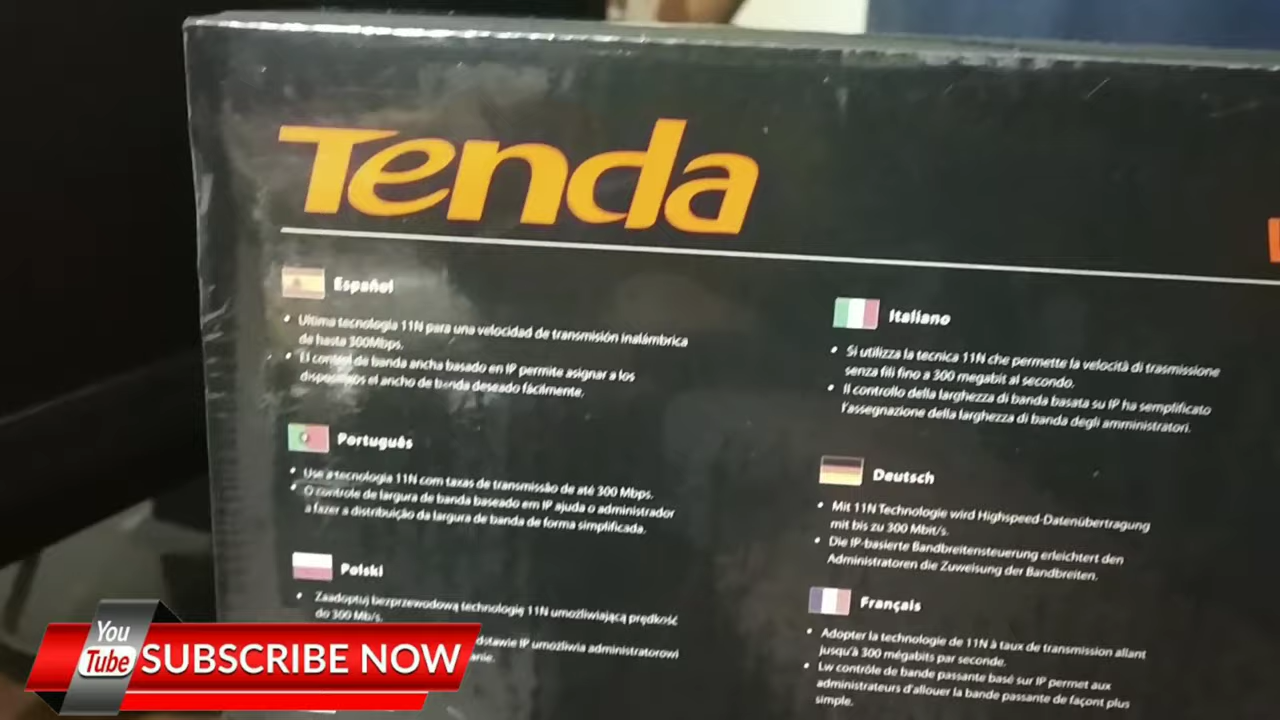 Tenda
Español
• Ultima tecnología 11N para una velocidad de transmisión inalámbrica
de hasta 300Mbps.
• El control de banda ancha basado en IP permite asignar a los
dispositivos el ancho de banda deseado fácilmente.
Português
• Use a tecnologia 11N com taxas de transmissão de até 300 Mbps.
• O controle de largura de banda baseado em IP ajuda o administrador
a fazer a distribuição da largura de banda de forma simplificada.
Polski
• Zaadoptuj bezprzewodową technologię 11N umożliwiającą prędkość
do 300 Mb/s.
IP umożliwia administratorowi
Italiano
• Si utilizza la tecnica 11N che permette la velocità di trasmissione
senza fili fino a 300 megabit al secondo.
• Il controllo della larghezza di banda basata su IP ha semplificato
l'assegnazione della larghezza di banda degli amministratori.
Deutsch
• Mit 11N Technologie wird Highspeed-Datenübertragung
mit bis zu 300 Mbit/s.
• Die IP-basierte Bandbreitensteuerung erleichtert den
Administratoren die Zuweisung der Bandbreiten.
Français
• Adopter la technologie de 11N à taux de transmission allant
jusqu'à 300 mégabits par seconde.
• Lw contrôle de bande passante basé sur IP permet aux
administrateurs d'allouer la bande passante de façont plus
simple.
You
Tube SUBSCRIBE NOW